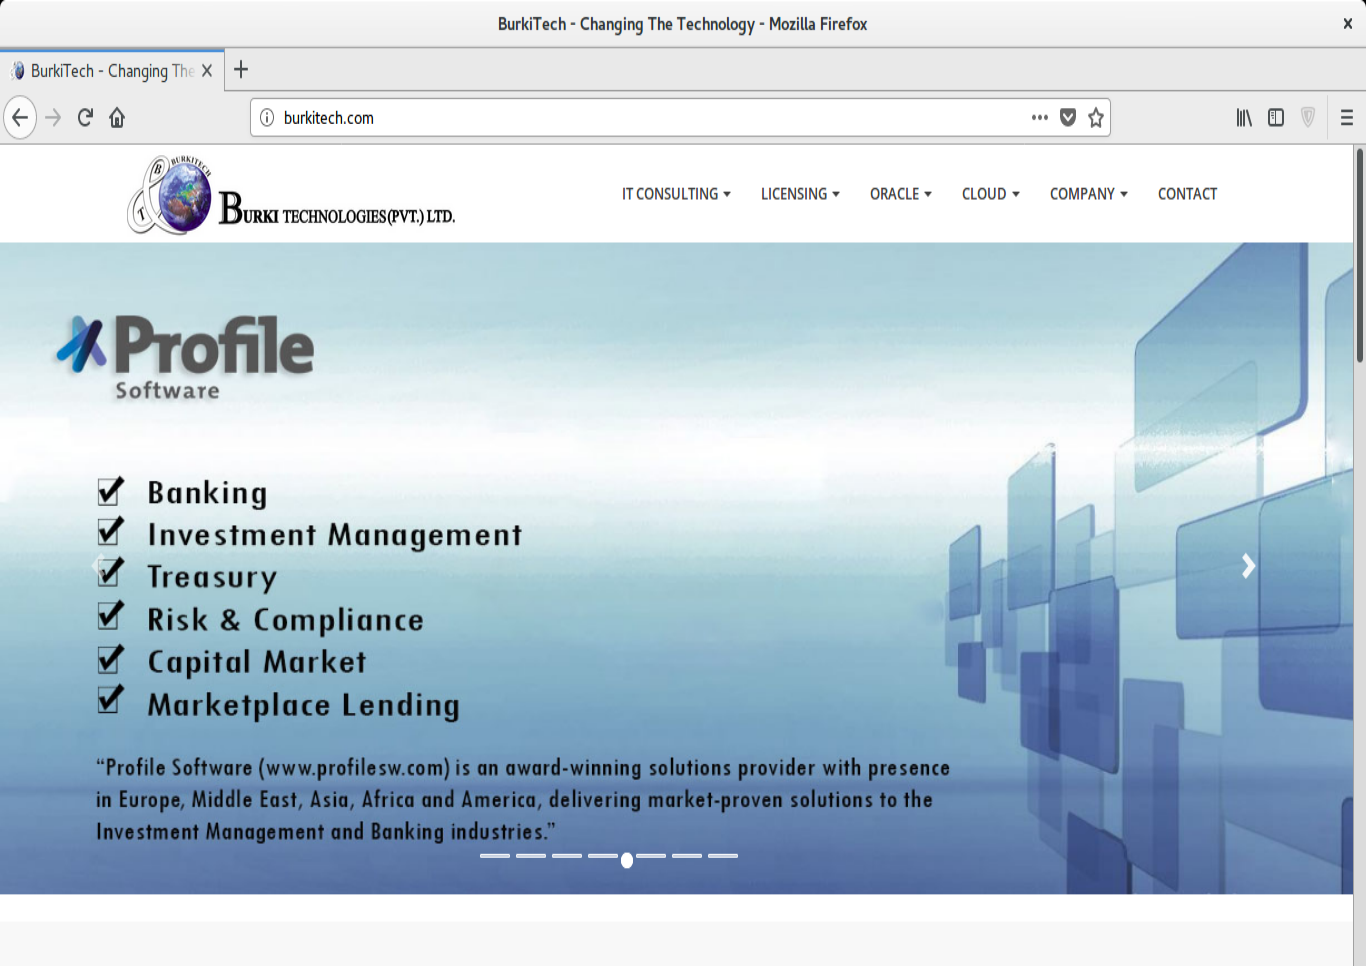 BurkiTech - Changing The Technology - Mozilla Firefox
BurkiTech - Changing The
burkitech.com
B BURKITECH
T
BURKI TECHNOLOGIES(PVT.) LTD.
IT CONSULTING LICENSING ORACLE CLOUD COMPANY CONTACT
Profile
Software
Banking
Investment Management
Treasury
Risk & Compliance
Capital Market
Marketplace Lending
“Profile Software (www.profilesw.com) is an award-winning solutions provider with presence
in Europe, Middle East, Asia, Africa and America, delivering market-proven solutions to the
Investment Management and Banking industries.”